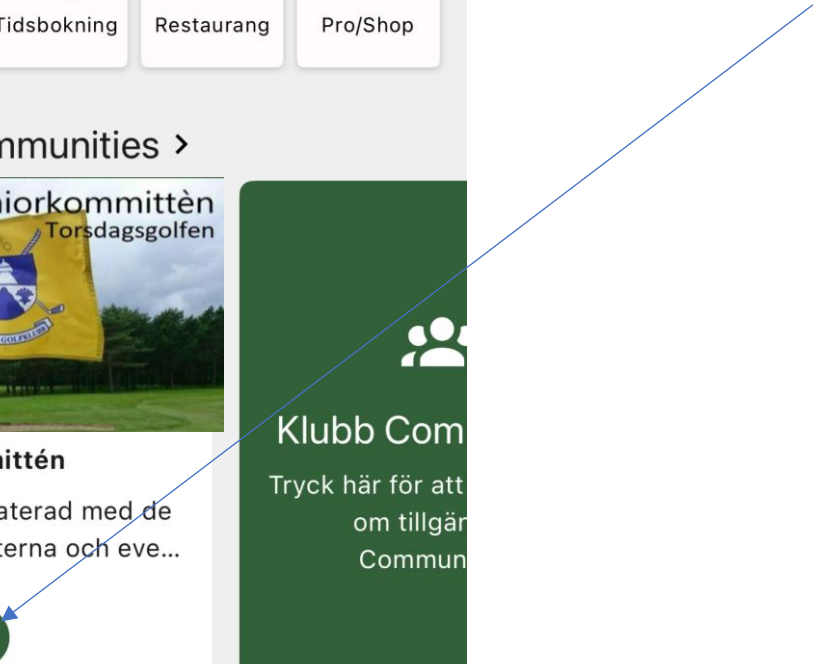 Tidsbokning
Restaurang
Pro/Shop
mmunities >
niorkommittèn
Torsdagsgolfen
GOLFKLUBB
Klubb Com
Tryck här för att
om tillgän
Commun
ittén
aterad med de
terna och eve...